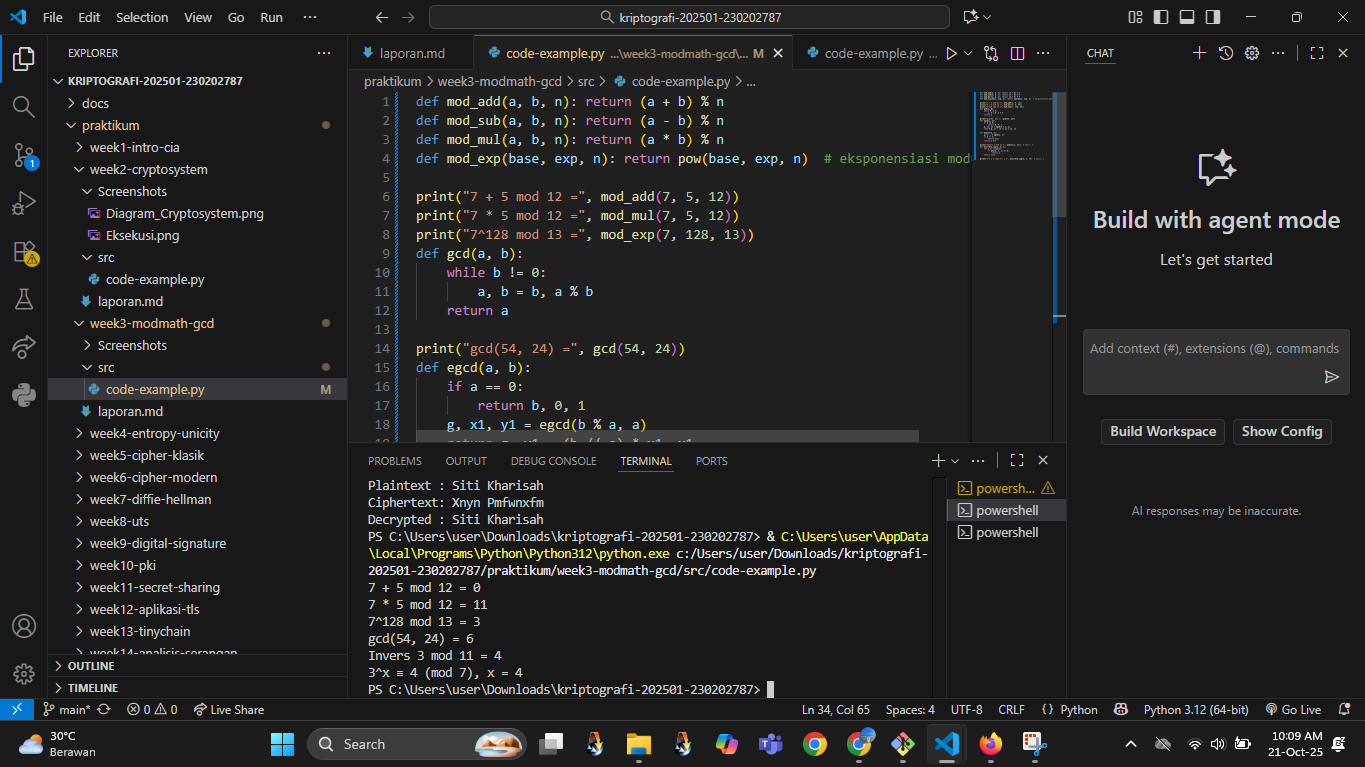 File Edit Selection View Go Run ···
kriptografi-202501-230202787
EXPLORER ···
KRIPTOGRAFI-202501-230202787
docs
praktikum
week1-intro-cia
week2-cryptosystem
Screenshots
Diagram_Cryptosystem.png
Eksekusi.png
src
code-example.py
laporan.md
week3-modmath-gcd
Screenshots
src
code-example.py M
laporan.md
week4-entropy-unicity
week5-cipher-klasik
week6-cipher-modern
week7-diffie-hellman
week8-uts
week9-digital-signature
week10-pki
week11-secret-sharing
week12-aplikasi-tls
week13-tinychain
week14-analisis-serangan
OUTLINE
TIMELINE
1
laporan.md
code-example.py ...\week3-modmath-gcd\... M
code-example.py ...
praktikum > week3-modmath-gcd > src > code-example.py > ...
1 def mod_add(a, b, n): return (a + b) % n
2 def mod_sub(a, b, n): return (a - b) % n
3 def mod_mul(a, b, n): return (a * b) % n
4 def mod_exp(base, exp, n): return pow(base, exp, n)  # eksponensiasi mod
5
6 print("7 + 5 mod 12 =", mod_add(7, 5, 12))
7 print("7 * 5 mod 12 =", mod_mul(7, 5, 12))
8 print("7^128 mod 13 =", mod_exp(7, 128, 13))
9 def gcd(a, b):
10     while b != 0:
11         a, b = b, a % b
12     return a
13
14 print("gcd(54, 24) =", gcd(54, 24))
15 def egcd(a, b):
16     if a == 0:
17         return b, 0, 1
18     g, x1, y1 = egcd(b % a, a)
19     return g, y1 - (b // a) * x1, x1
PROBLEMS OUTPUT DEBUG CONSOLE TERMINAL PORTS
Plaintext : Siti Kharisah
Ciphertext: Xnyn Pmfwnxfm
Decrypted : Siti Kharisah
PS C:\Users\user\Downloads\kriptografi-202501-230202787> & C:\Users\user\AppData
\Local\Programs\Python\Python312\python.exe c:/Users/user/Downloads/kriptografi-
202501-230202787/praktikum/week3-modmath-gcd/src/code-example.py
7 + 5 mod 12 = 0
7 * 5 mod 12 = 11
7^128 mod 13 = 3
gcd(54, 24) = 6
Invers 3 mod 11 = 4
3^x ≡ 4 (mod 7), x = 4
PS C:\Users\user\Downloads\kriptografi-202501-230202787>
powersh...
powershell
powershell
CHAT
Build with agent mode
Let's get started
Add context (#), extensions (@), commands
Build Workspace Show Config
AI responses may be inaccurate.
main* 0 0 Live Share
Ln 34, Col 65 Spaces: 4 UTF-8 CRLF {} Python Python 3.12 (64-bit) Go Live
30°C
Berawan
Search
10:09 AM
21-Oct-25